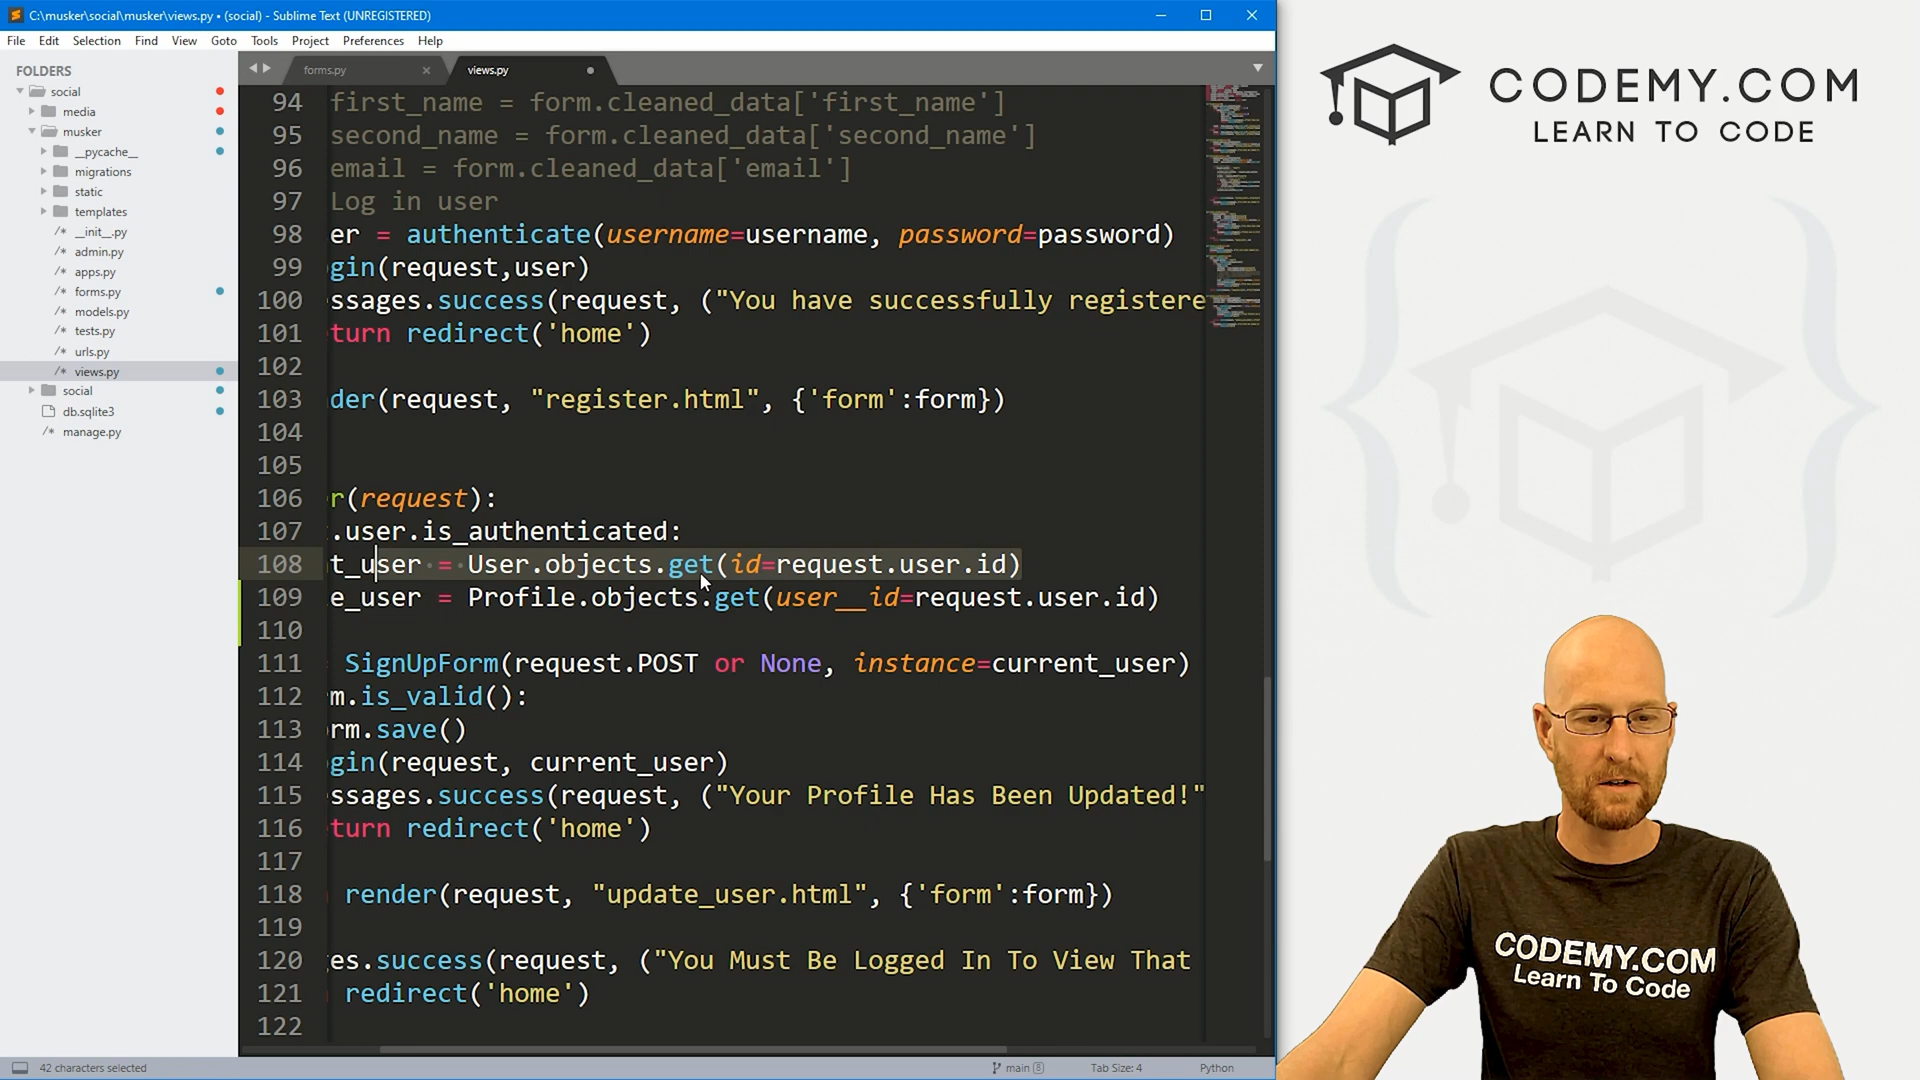 C:\musker\social\musker\views.py • (social) - Sublime Text (UNREGISTERED)
File Edit Selection Find View Goto Tools Project Preferences Help
FOLDERS
social
media
musker
__pycache__
migrations
static
templates
__init__.py
admin.py
apps.py
forms.py
models.py
tests.py
urls.py
views.py
social
db.sqlite3
manage.py
forms.py
views.py
94 first_name = form.cleaned_data['first_name']
95 second_name = form.cleaned_data['second_name']
96 email = form.cleaned_data['email']
97 Log in user
98 er = authenticate(username=username, password=password)
99 gin(request,user)
100 ssages.success(request, ("You have successfully registere
101 turn redirect('home')
102
103 der(request, "register.html", {'form':form})
104
105
106 r(request):
107 .user.is_authenticated:
108 t_user = User.objects.get(id=request.user.id)
109 e_user = Profile.objects.get(user__id=request.user.id)
110
111 SignUpForm(request.POST or None, instance=current_user)
112 m.is_valid():
113 rm.save()
114 gin(request, current_user)
115 ssages.success(request, ("Your Profile Has Been Updated!"
116 turn redirect('home')
117
118 render(request, "update_user.html", {'form':form})
119
120 es.success(request, ("You Must Be Logged In To View That
121 redirect('home')
122
42 characters selected
main 8
Tab Size: 4
Python
CODEMY.COM
LEARN TO CODE
CODEMY.COM
Learn To Code